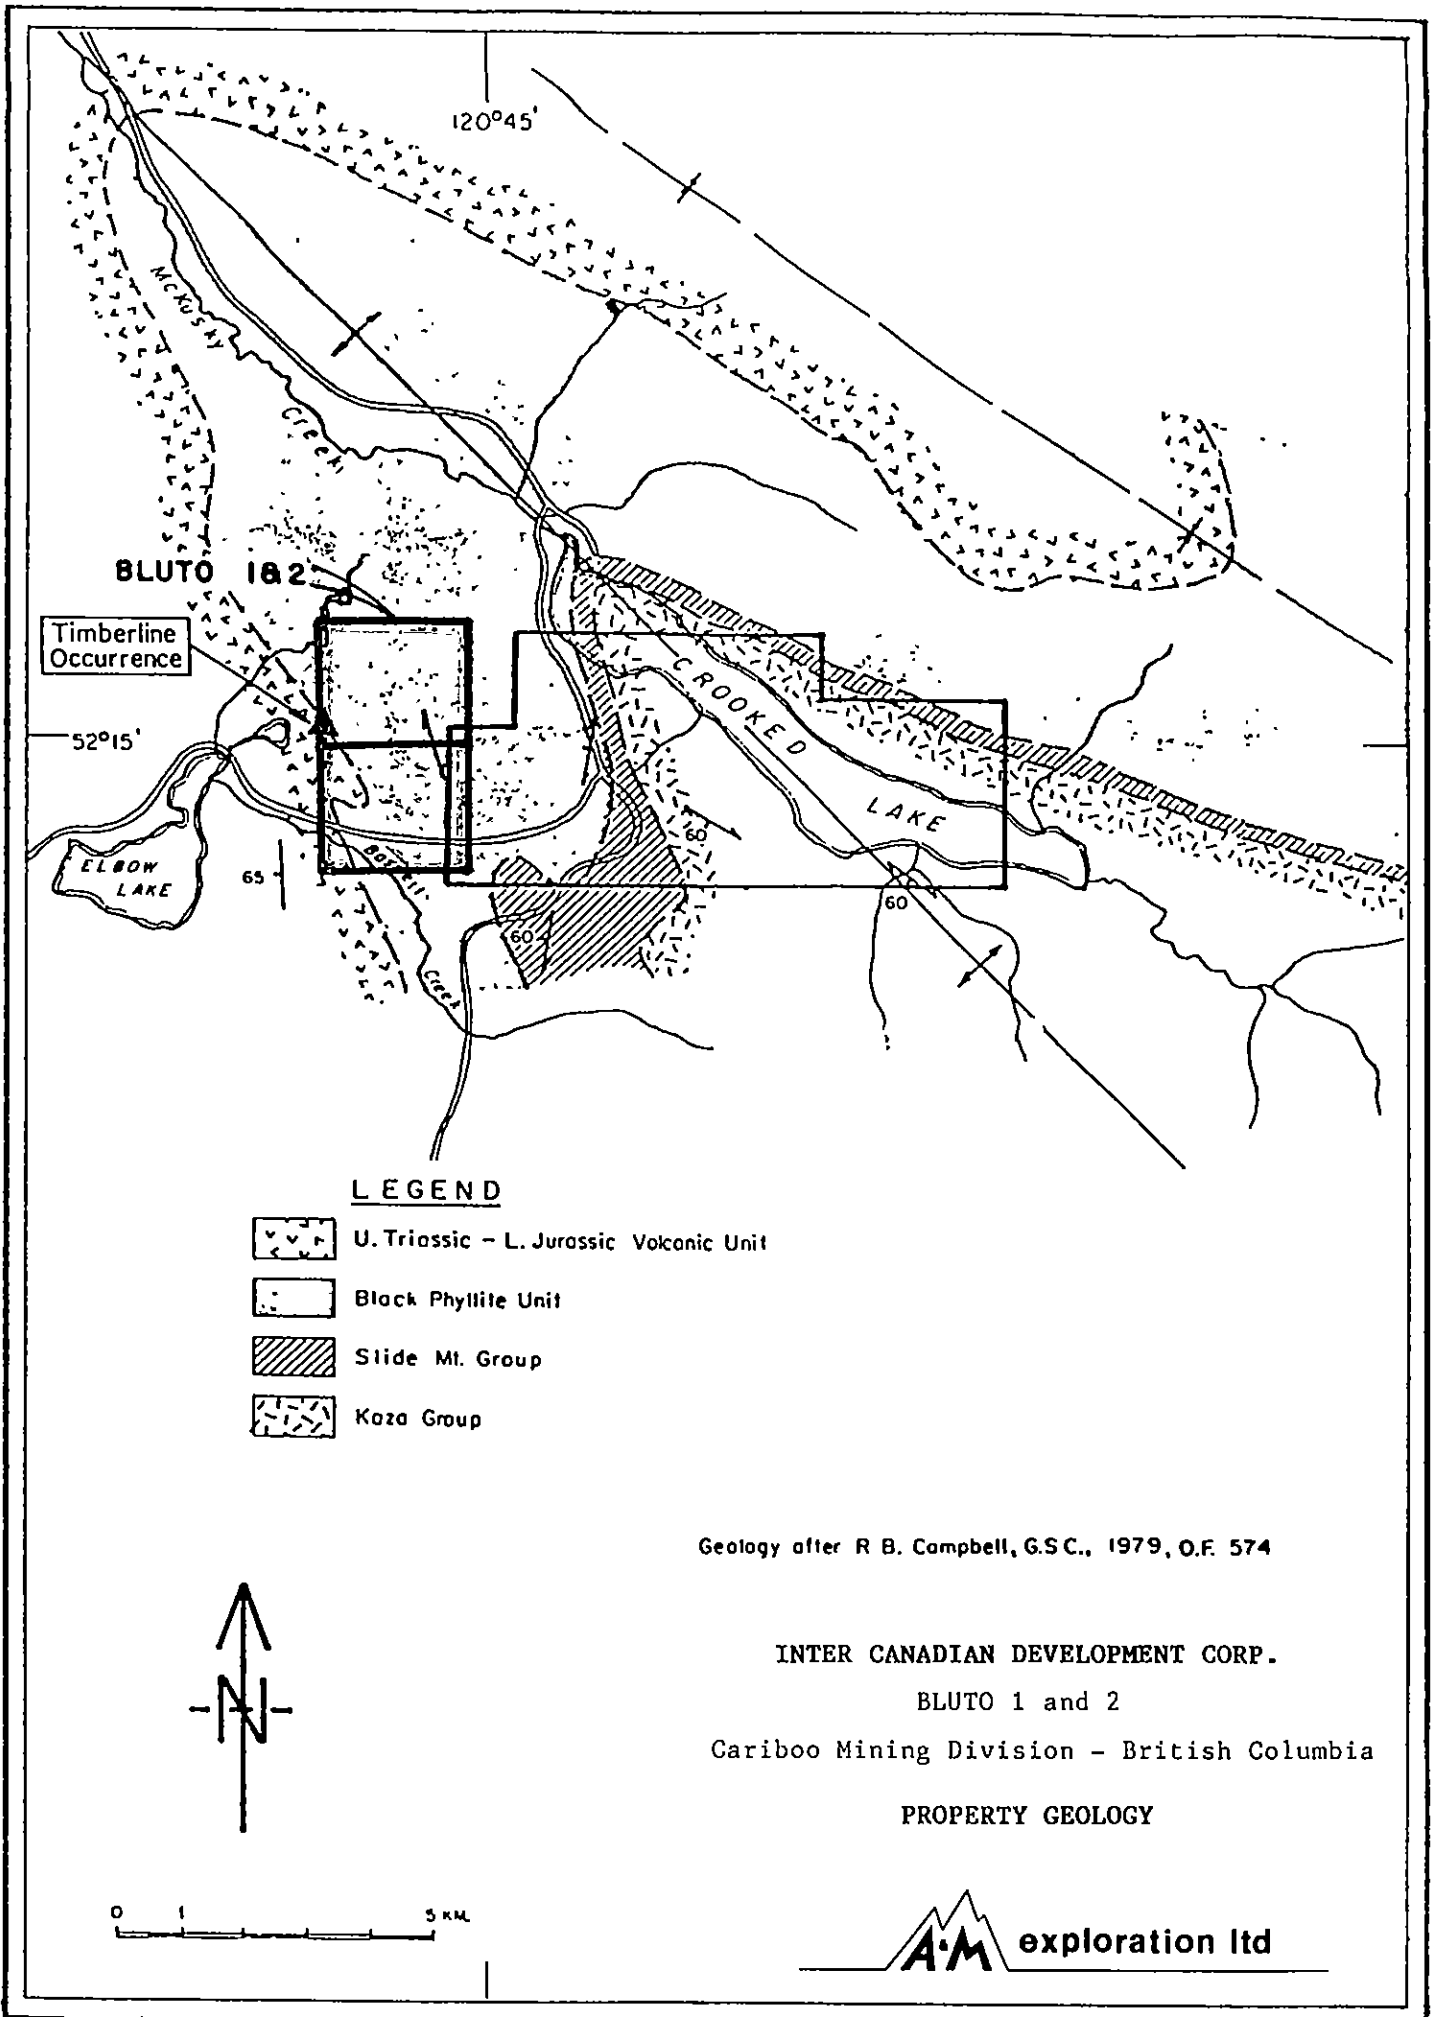 120°45'
McKusky
Creek
BLUTO 1&2
Timberline
Occurrence
52°15'
CROOKED
LAKE
ELBOW
LAKE
65
60
60
60
Creek
LEGEND
U. Triassic - L. Jurassic Volcanic Unit
Black Phyllite Unit
Slide Mt. Group
Kaza Group
Geology after R B. Campbell, G.S C., 1979, O.F. 574
INTER CANADIAN DEVELOPMENT CORP.
BLUTO 1 and 2
Cariboo Mining Division - British Columbia
PROPERTY GEOLOGY
N
0 1 5 KM.
A&M exploration ltd